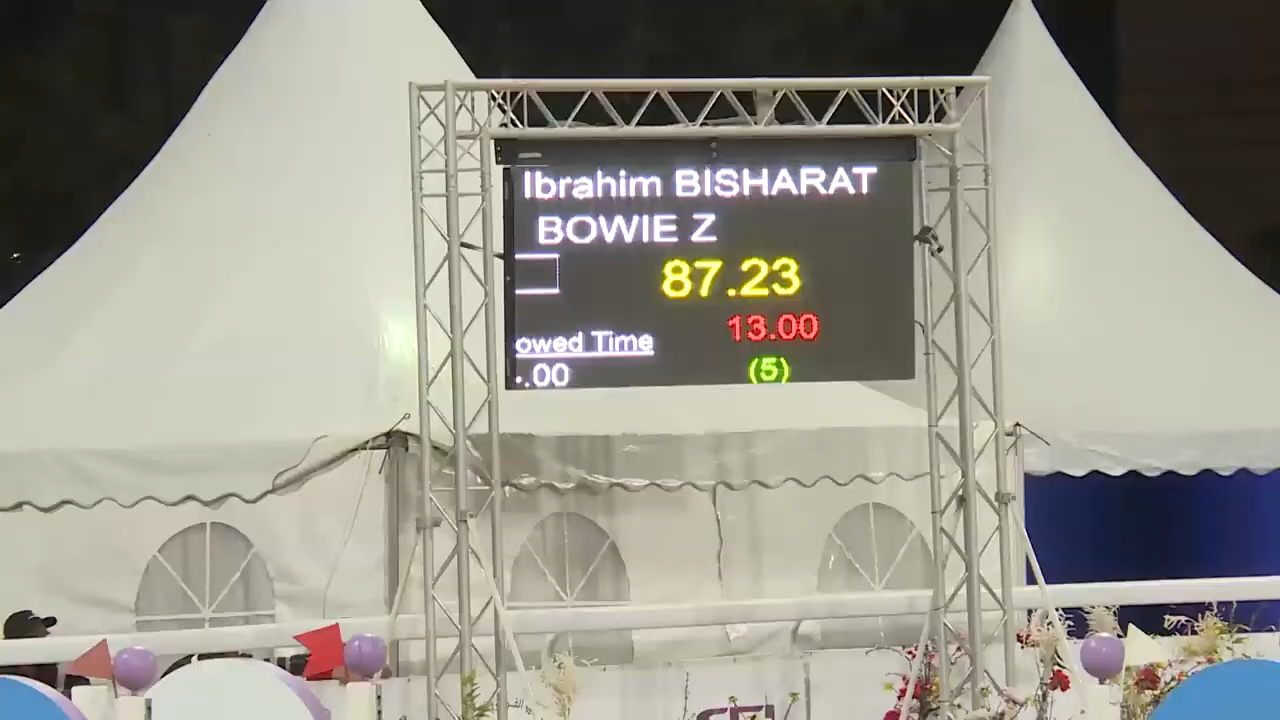 Ibrahim BISHARAT
BOWIE Z
87.23
13.00
owed Time
.00
(5)